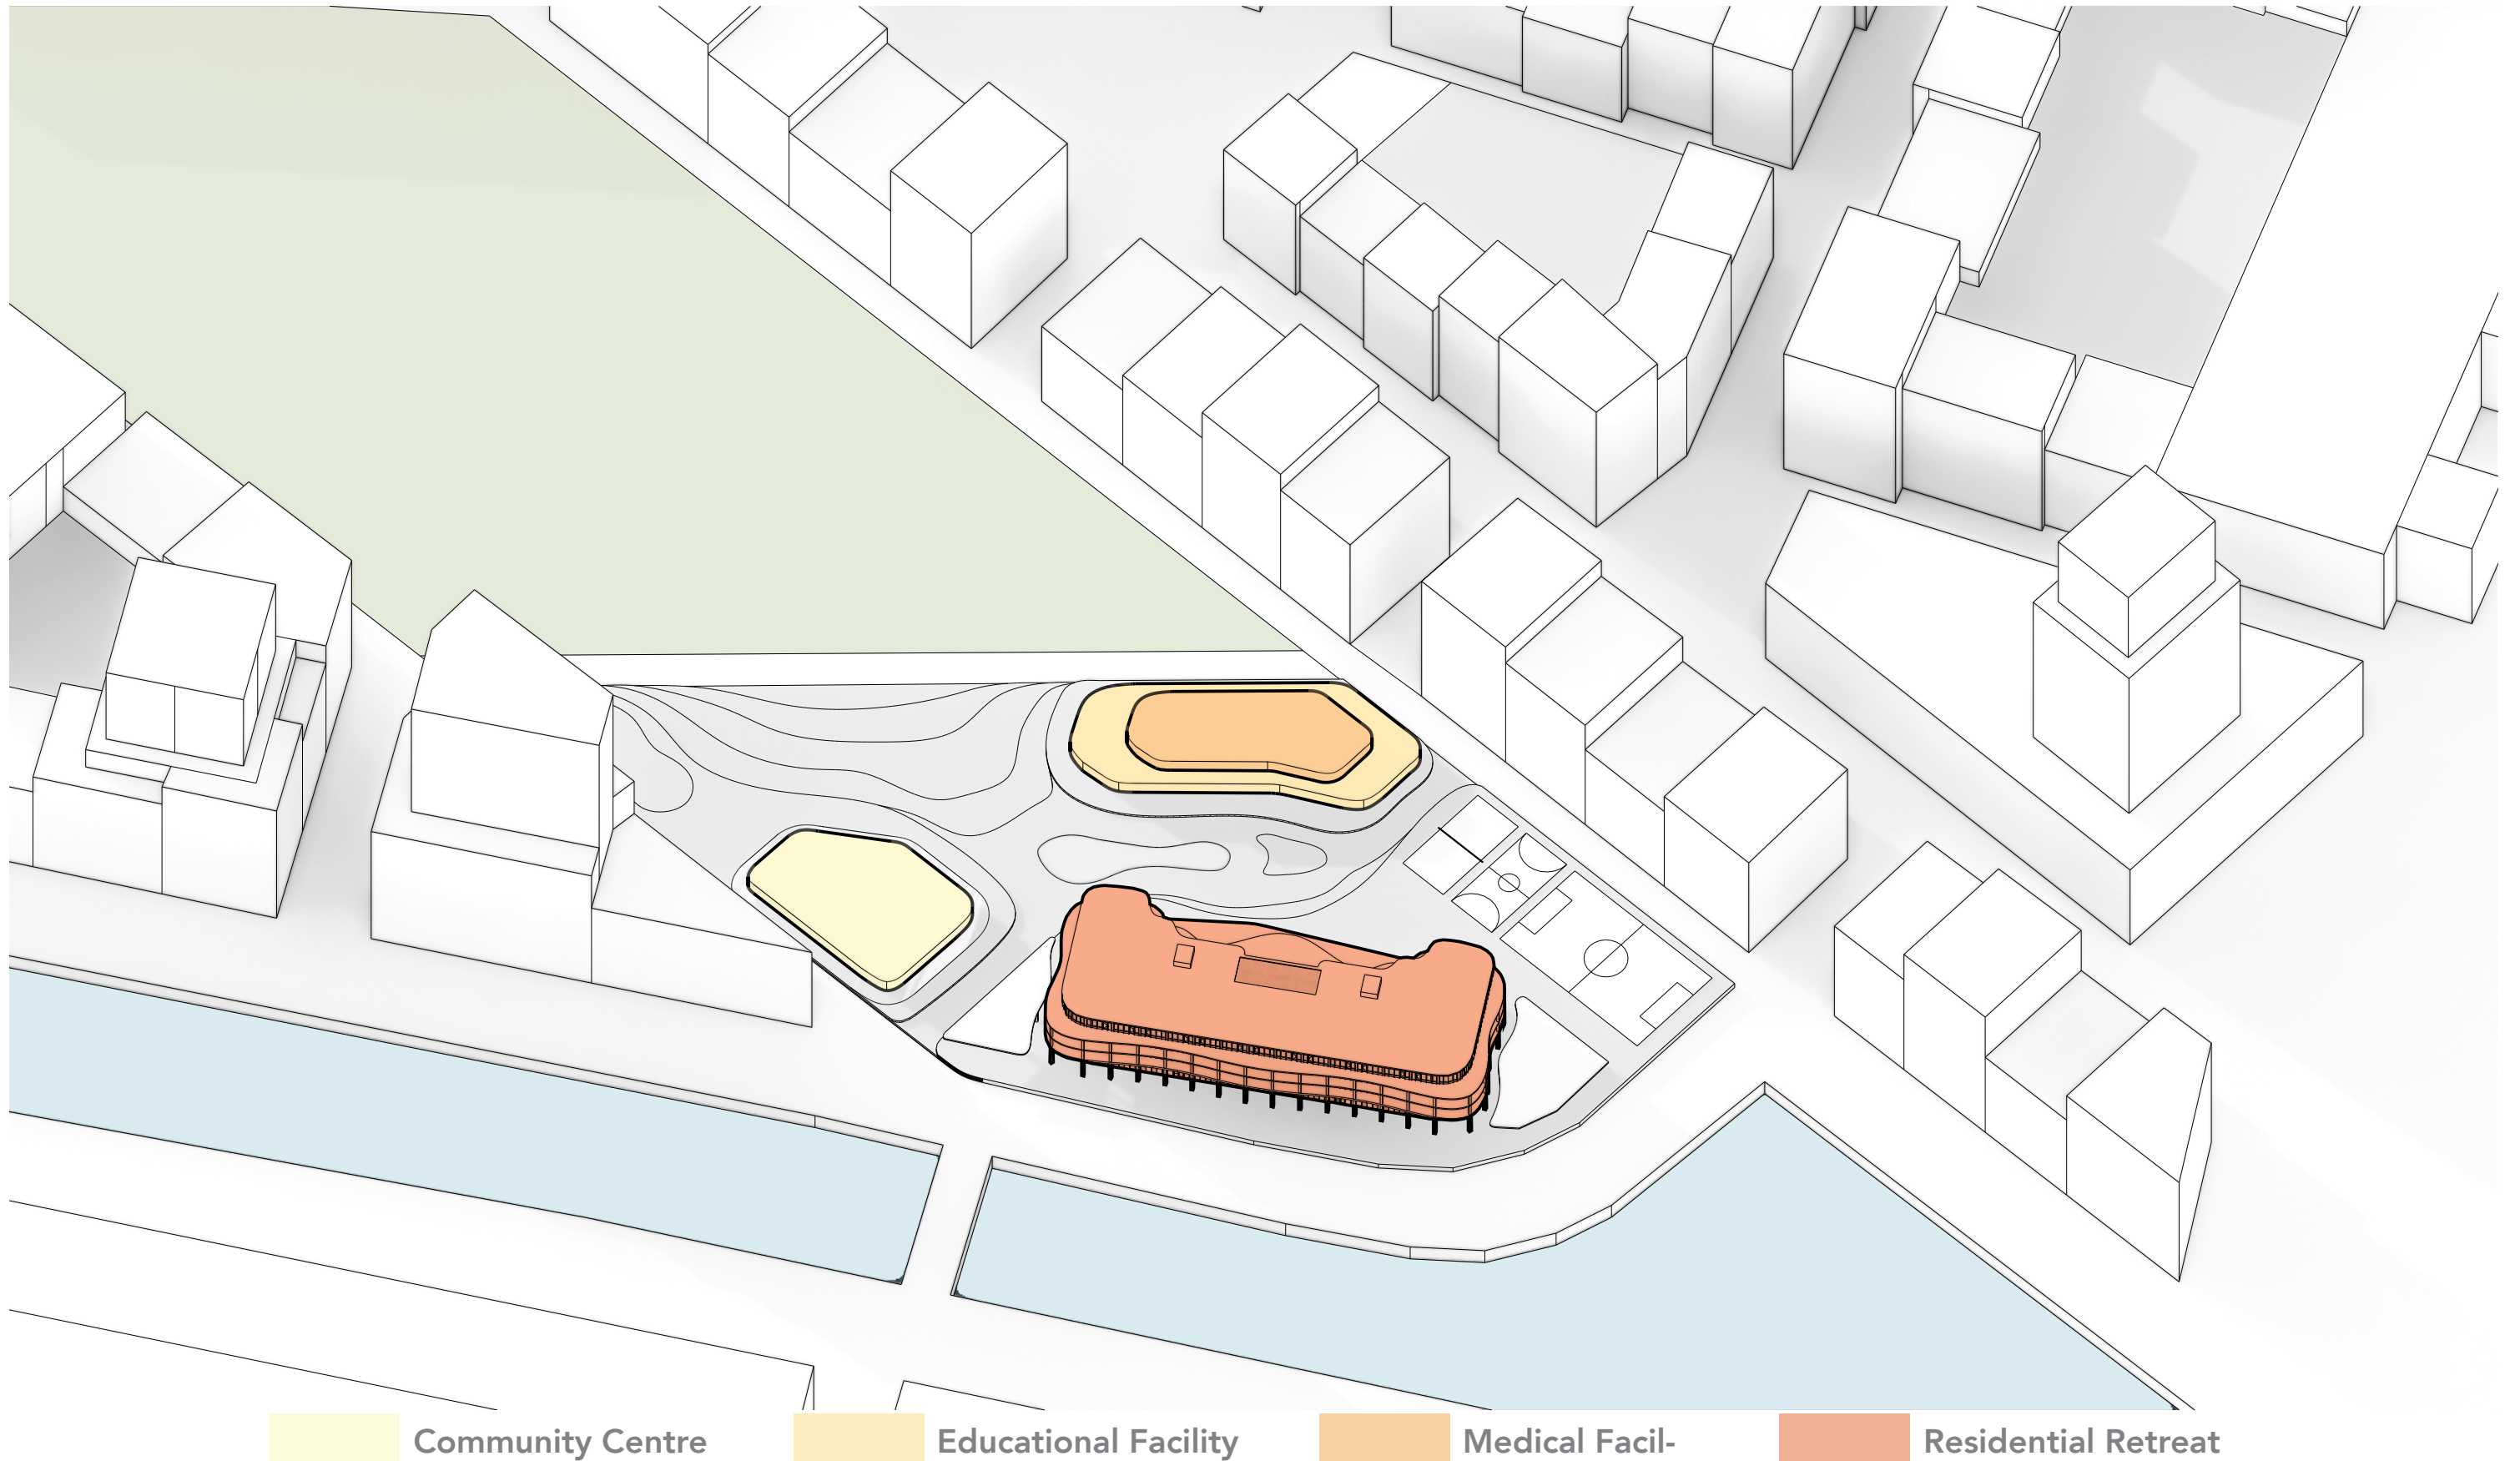 Community Centre
Educational Facility
Medical Facil-
Residential Retreat